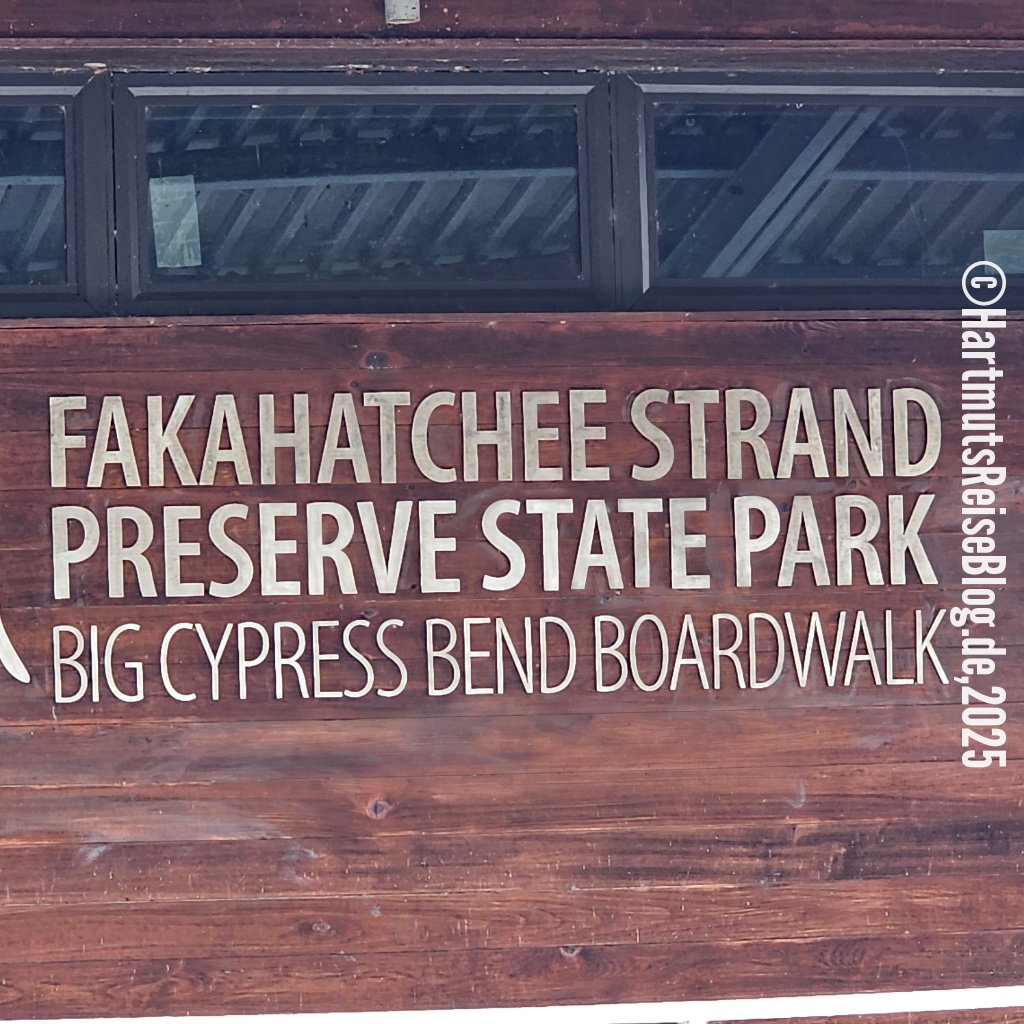 FAKAHATCHEE STRAND
PRESERVE STATE PARK
BIG CYPRESS BEND BOARDWALK
©HartmutsReiseBlog.de,2025